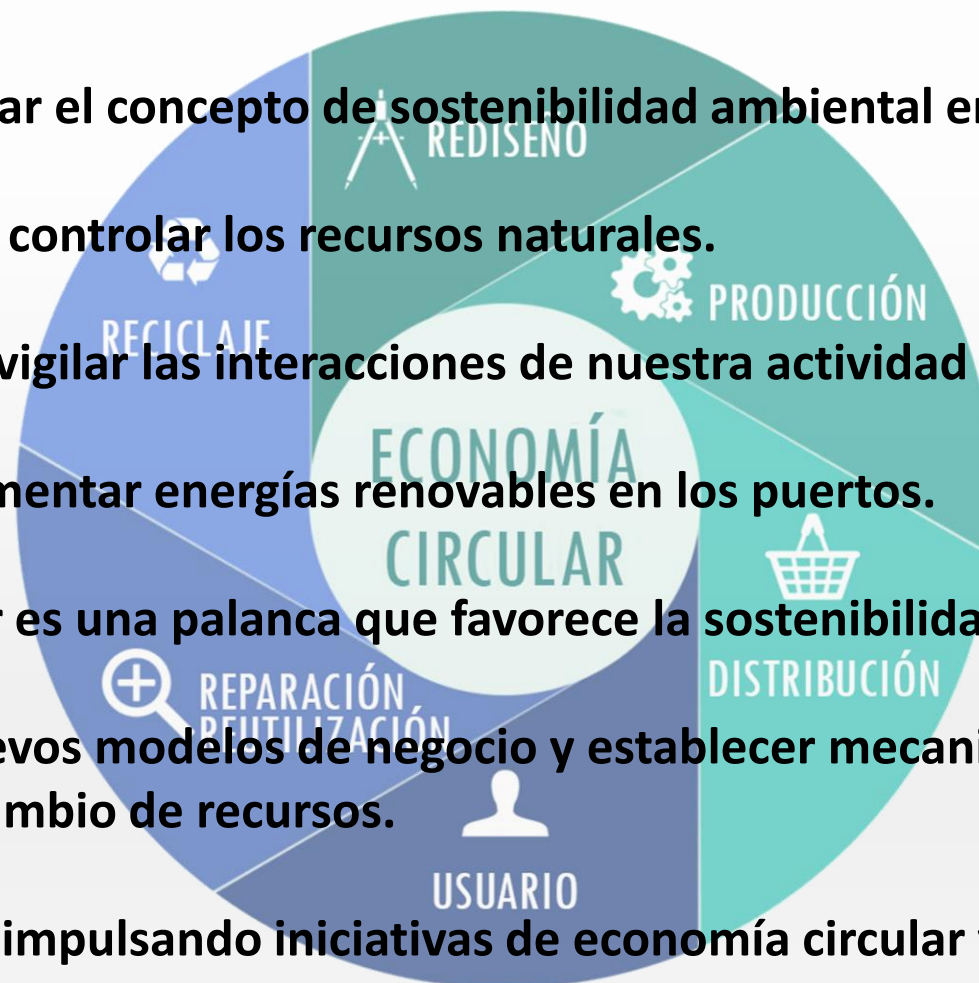 ar el concepto de sostenibilidad ambiental en
REDISEÑO
controlar los recursos naturales.
PRODUCCIÓN
RECICLAJE
vigilar las interacciones de nuestra actividad
ECONOMÍA
mentar energías renovables en los puertos.
CIRCULAR
es una palanca que favorece la sostenibilida
DISTRIBUCIÓN
REPARACIÓN
REUTILIZACIÓN
evos modelos de negocio y establecer mecani
mbio de recursos.
USUARIO
impulsando iniciativas de economía circular